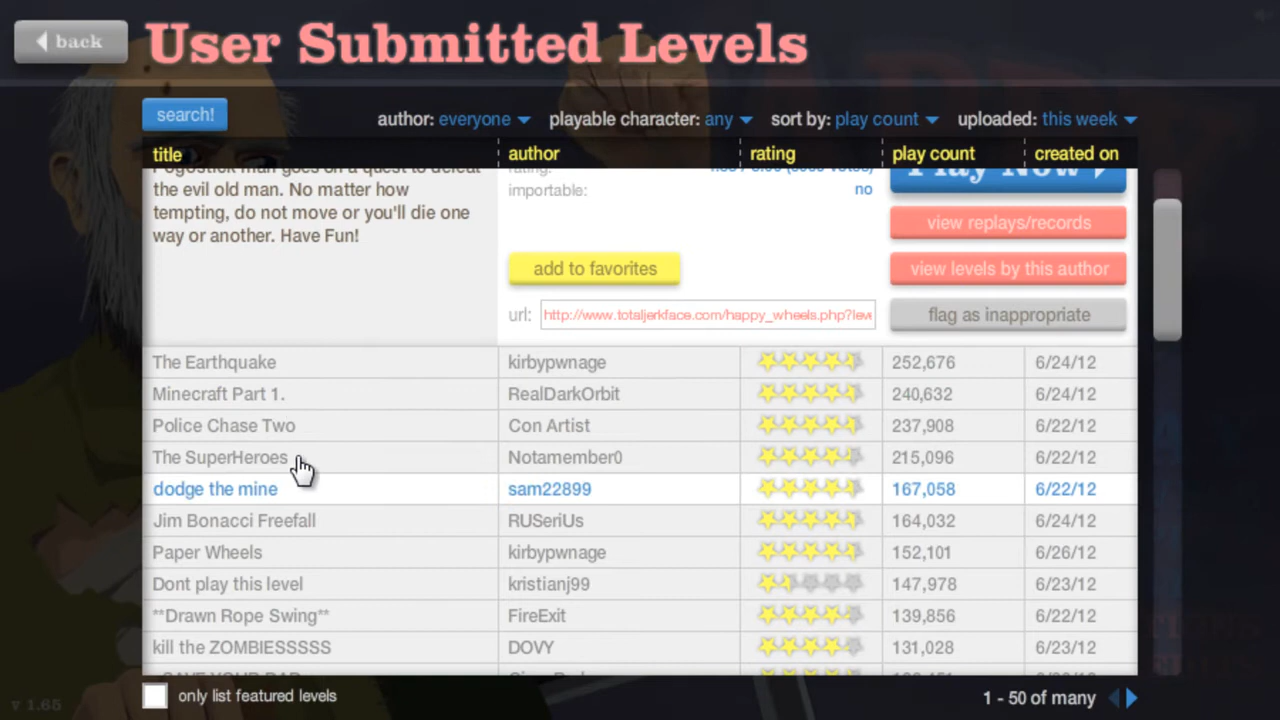 back
User Submitted Levels
search!
author: everyone playable character: any sort by: play count uploaded: this week
title author rating play count created on
the evil old man. No matter how
tempting, do not move or you'll die one
way or another. Have Fun!
importable: no
Play Now
view replays/records
add to favorites
view levels by this author
url: http://www.totaljerkface.com/happy_wheels.php?leve
flag as inappropriate
The Earthquake kirbypwnage 252,676 6/24/12
Minecraft Part 1. RealDarkOrbit 240,632 6/24/12
Police Chase Two Con Artist 237,908 6/22/12
The SuperHeroes Notamember0 215,096 6/22/12
dodge the mine sam22899 167,058 6/22/12
Jim Bonacci Freefall RUSeriUs 164,032 6/24/12
Paper Wheels kirbypwnage 152,101 6/26/12
Dont play this level kristianj99 147,978 6/23/12
**Drawn Rope Swing** FireExit 139,856 6/22/12
kill the ZOMBIESSSSS DOVY 131,028 6/23/12
only list featured levels
1 - 50 of many
v 1.65